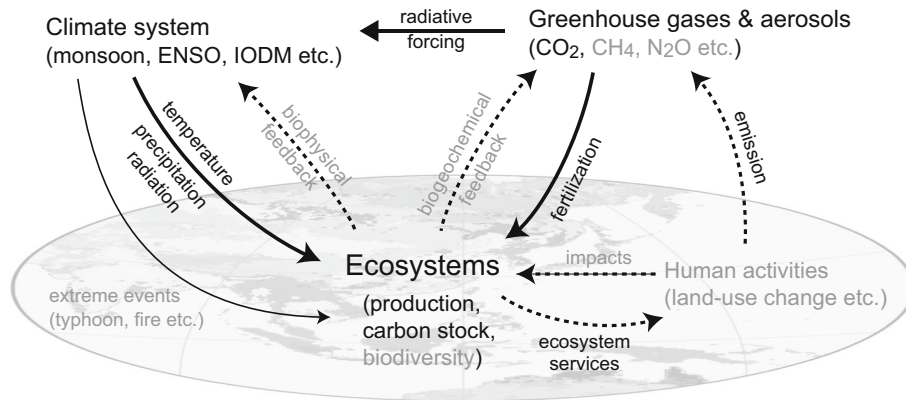 Climate system
(monsoon, ENSO, IODM etc.)
radiative
forcing
Greenhouse gases & aerosols
(CO2, CH4, N2O etc.)
temperature
precipitation
radiation
biophysical
feedback
biogeochemical
feedback
fertilization
emission
Ecosystems
(production,
carbon stock,
biodiversity)
impacts
Human activities
(land-use change etc.)
extreme events
(typhoon, fire etc.)
ecosystem
services